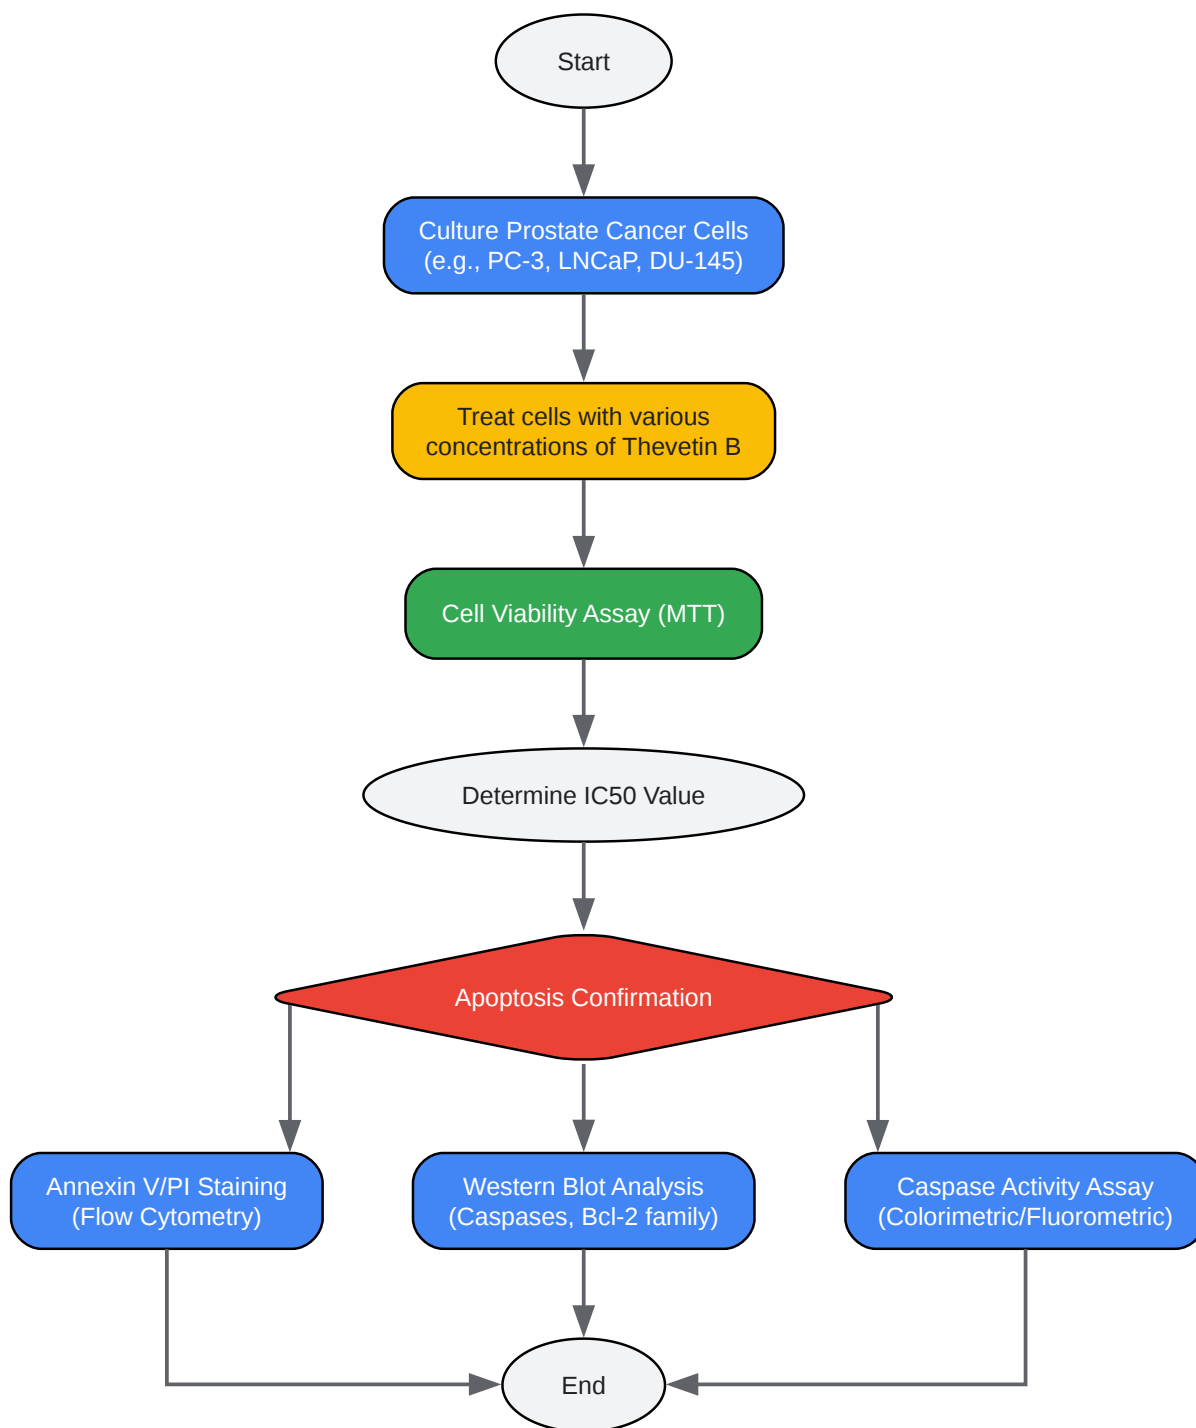 Start
Culture Prostate Cancer Cells
(e.g., PC-3, LNCaP, DU-145)
Treat cells with various
concentrations of Thevetin B
Cell Viability Assay (MTT)
Determine IC50 Value
Apoptosis Confirmation
Annexin V/PI Staining
(Flow Cytometry)
Western Blot Analysis
(Caspases, Bcl-2 family)
Caspase Activity Assay
(Colorimetric/Fluorometric)
End